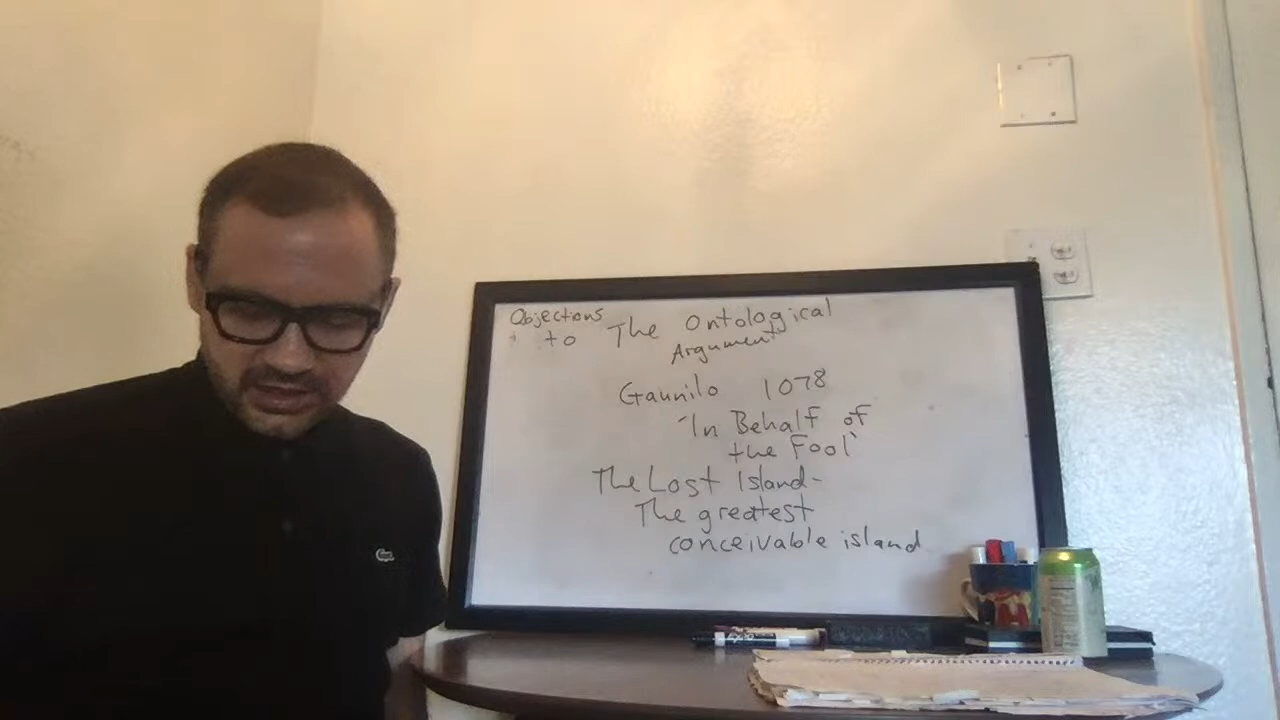 Objections
to The Ontological
Argument
Gaunilo 1078
"In Behalf of
the Fool"
The Lost Island-
The greatest
conceivable island
EXPO